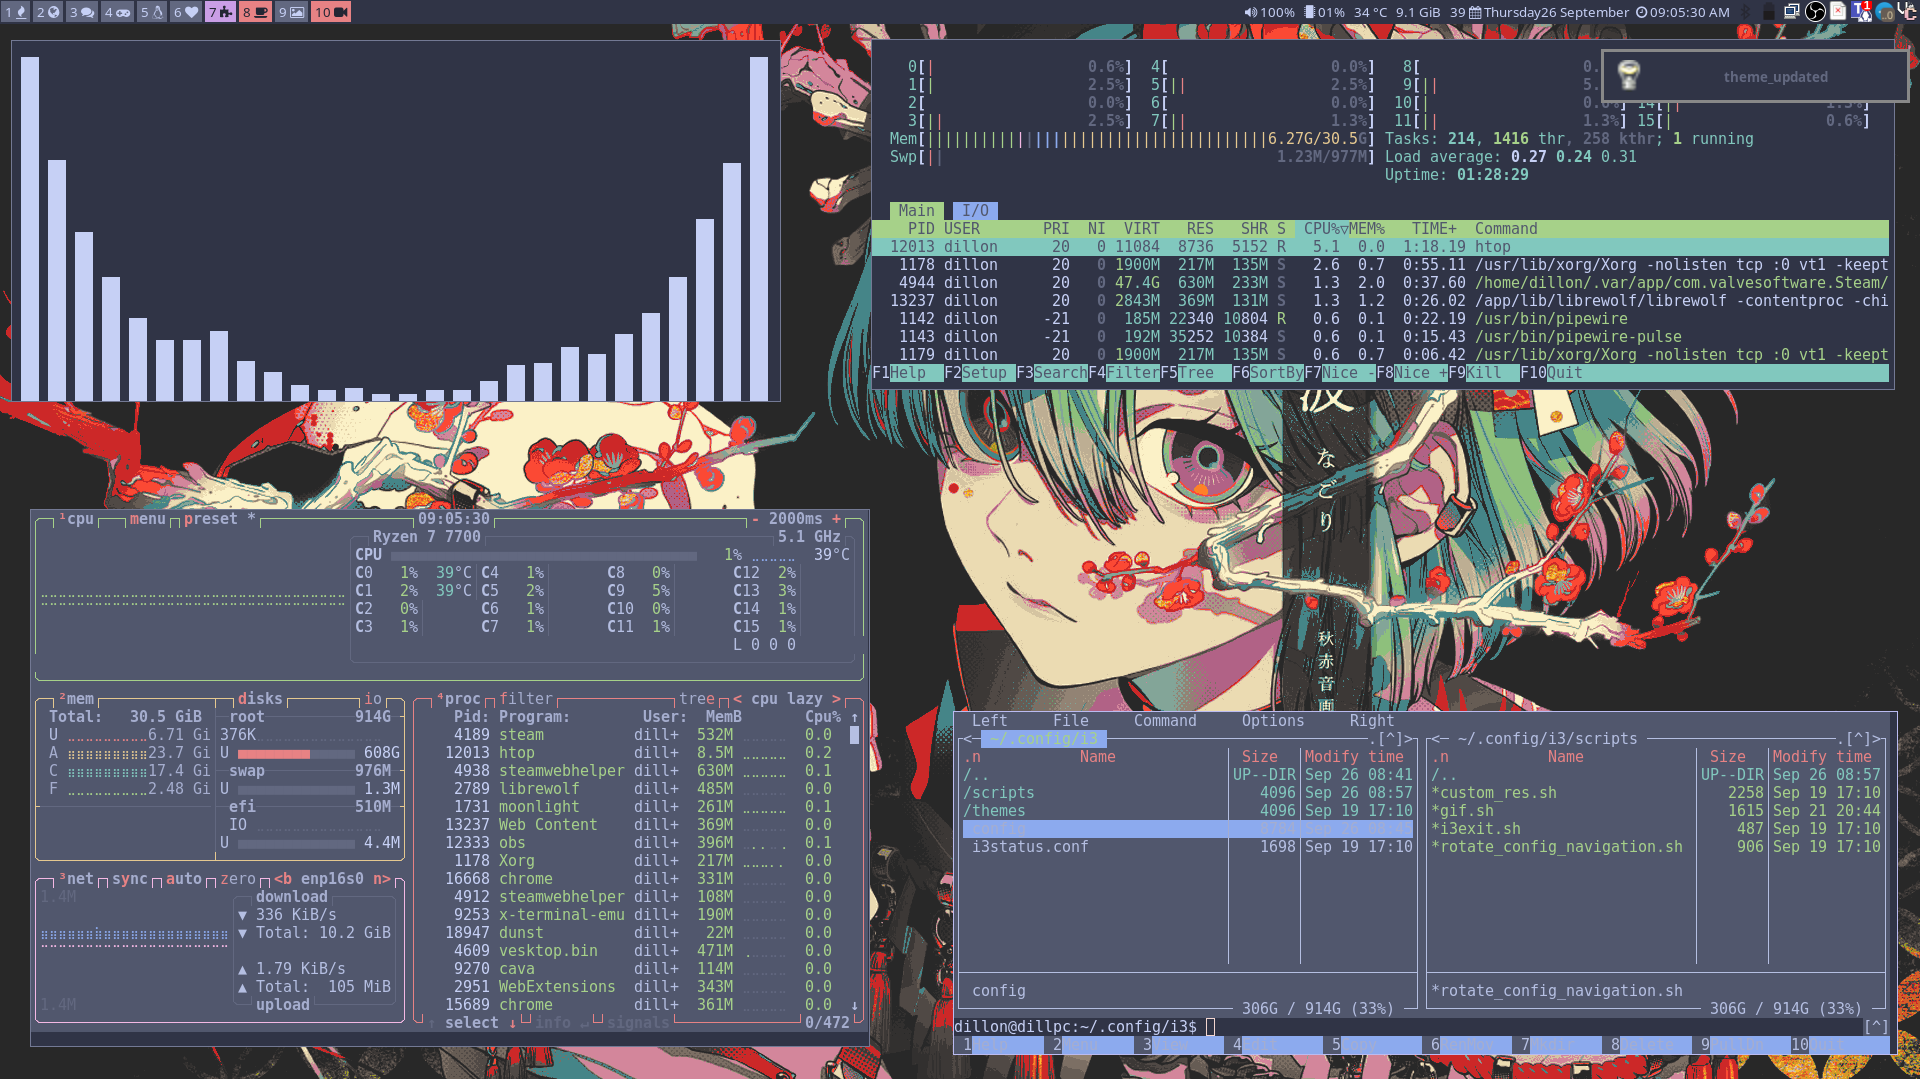 1 2 3 4 5 6 7 8 9 10
100% 01% 34 °C 9.1 GiB 39 Thursday26 September 09:05:30 AM
theme_updated
0[| 0.6%] 4[ 0.0%] 8[ 0.
1[| 2.5%] 5[|| 2.5%] 9[|| 5.
2[ 0.0%] 6[ 0.0%] 10[|
3[|| 2.5%] 7[|| 1.3%] 11[|| 1.3%] 15[| 0.6%]
Mem[6.27G/30.5G] Tasks: 214, 1416 thr, 258 kthr; 1 running
Swp[|| 1.23M/977M] Load average: 0.27 0.24 0.31
Uptime: 01:28:29
Main I/O
PID USER PRI NI VIRT RES SHR S CPU%▽MEM% TIME+ Command
12013 dillon 20 0 11084 8736 5152 R 5.1 0.0 1:18.19 htop
1178 dillon 20 0 1900M 217M 135M S 2.6 0.7 0:55.11 /usr/lib/xorg/Xorg -nolisten tcp :0 vt1 -keept
4944 dillon 20 0 47.4G 630M 233M S 1.3 2.0 0:37.60 /home/dillon/.var/app/com.valvesoftware.Steam/
13237 dillon 20 0 2843M 369M 131M S 1.3 1.2 0:26.02 /app/lib/librewolf/librewolf -contentproc -chi
1142 dillon -21 0 185M 22340 10804 R 0.6 0.1 0:22.19 /usr/bin/pipewire
1143 dillon -21 0 192M 35252 10384 S 0.6 0.1 0:15.43 /usr/bin/pipewire-pulse
1179 dillon 20 0 1900M 217M 135M S 0.6 0.7 0:06.42 /usr/lib/xorg/Xorg -nolisten tcp :0 vt1 -keept
F1Help F2Setup F3SearchF4FilterF5Tree F6SortByF7Nice -F8Nice +F9Kill F10Quit
波
なごり
秋赤音画
¹cpu menu preset * 09:05:30 - 2000ms +
Ryzen 7 7700 5.1 GHz
CPU 1% 39°C
C0 1% 39°C C4 1% C8 0% C12 2%
C1 2% 39°C C5 2% C9 5% C13 3%
C2 0% C6 1% C10 0% C14 1%
C3 1% C7 1% C11 1% C15 1%
L 0 0 0
²mem disks io
Total: 30.5 GiB root 914G
U 6.71 Gi 376K
A 23.7 Gi U 608G
C 17.4 Gi swap 976M
F 2.48 Gi U 1.3M
efi 510M
IO
U 4.4M
³net sync auto zero <b enp16s0 n>
1.4M download
▼ 336 KiB/s
▼ Total: 10.2 GiB
▲ 1.79 KiB/s
▲ Total: 105 MiB
1.4M upload
⁴proc filter tree < cpu lazy >
Pid: Program: User: MemB Cpu% ↑
4189 steam dill+ 532M 0.0
12013 htop dill+ 8.5M 0.2
4938 steamwebhelper dill+ 630M 0.1
2789 librewolf dill+ 485M 0.0
1731 moonlight dill+ 261M 0.1
13237 Web Content dill+ 369M 0.0
12333 obs dill+ 396M 0.1
1178 Xorg dill+ 217M 0.0
16668 chrome dill+ 331M 0.0
4912 steamwebhelper dill+ 108M 0.0
9253 x-terminal-emu dill+ 190M 0.0
18947 dunst dill+ 22M 0.0
4609 vesktop.bin dill+ 471M 0.0
9270 cava dill+ 114M 0.0
2951 WebExtensions dill+ 343M 0.0
15689 chrome dill+ 361M 0.0 ↓
↑ select ↓ info ↵ signals 0/472
Left File Command Options Right
<─ ~/.config/i3 .[^]>
.n Name Size Modify time
/.. UP--DIR Sep 26 08:41
/scripts 4096 Sep 26 08:57
/themes 4096 Sep 19 17:10
config
i3status.conf 1698 Sep 19 17:10
config
306G / 914G (33%)
<─ ~/.config/i3/scripts .[^]>
.n Name Size Modify time
/.. UP--DIR Sep 26 08:57
*custom_res.sh 2258 Sep 19 17:10
*gif.sh 1615 Sep 21 20:44
*i3exit.sh 487 Sep 19 17:10
*rotate_config_navigation.sh 906 Sep 19 17:10
*rotate_config_navigation.sh
306G / 914G (33%)
dillon@dillpc:~/.config/i3$ [^]
1Help 2Menu 3View 4Edit 5Copy 6RenMov 7Mkdir 8Delete 9PullDn 10Quit